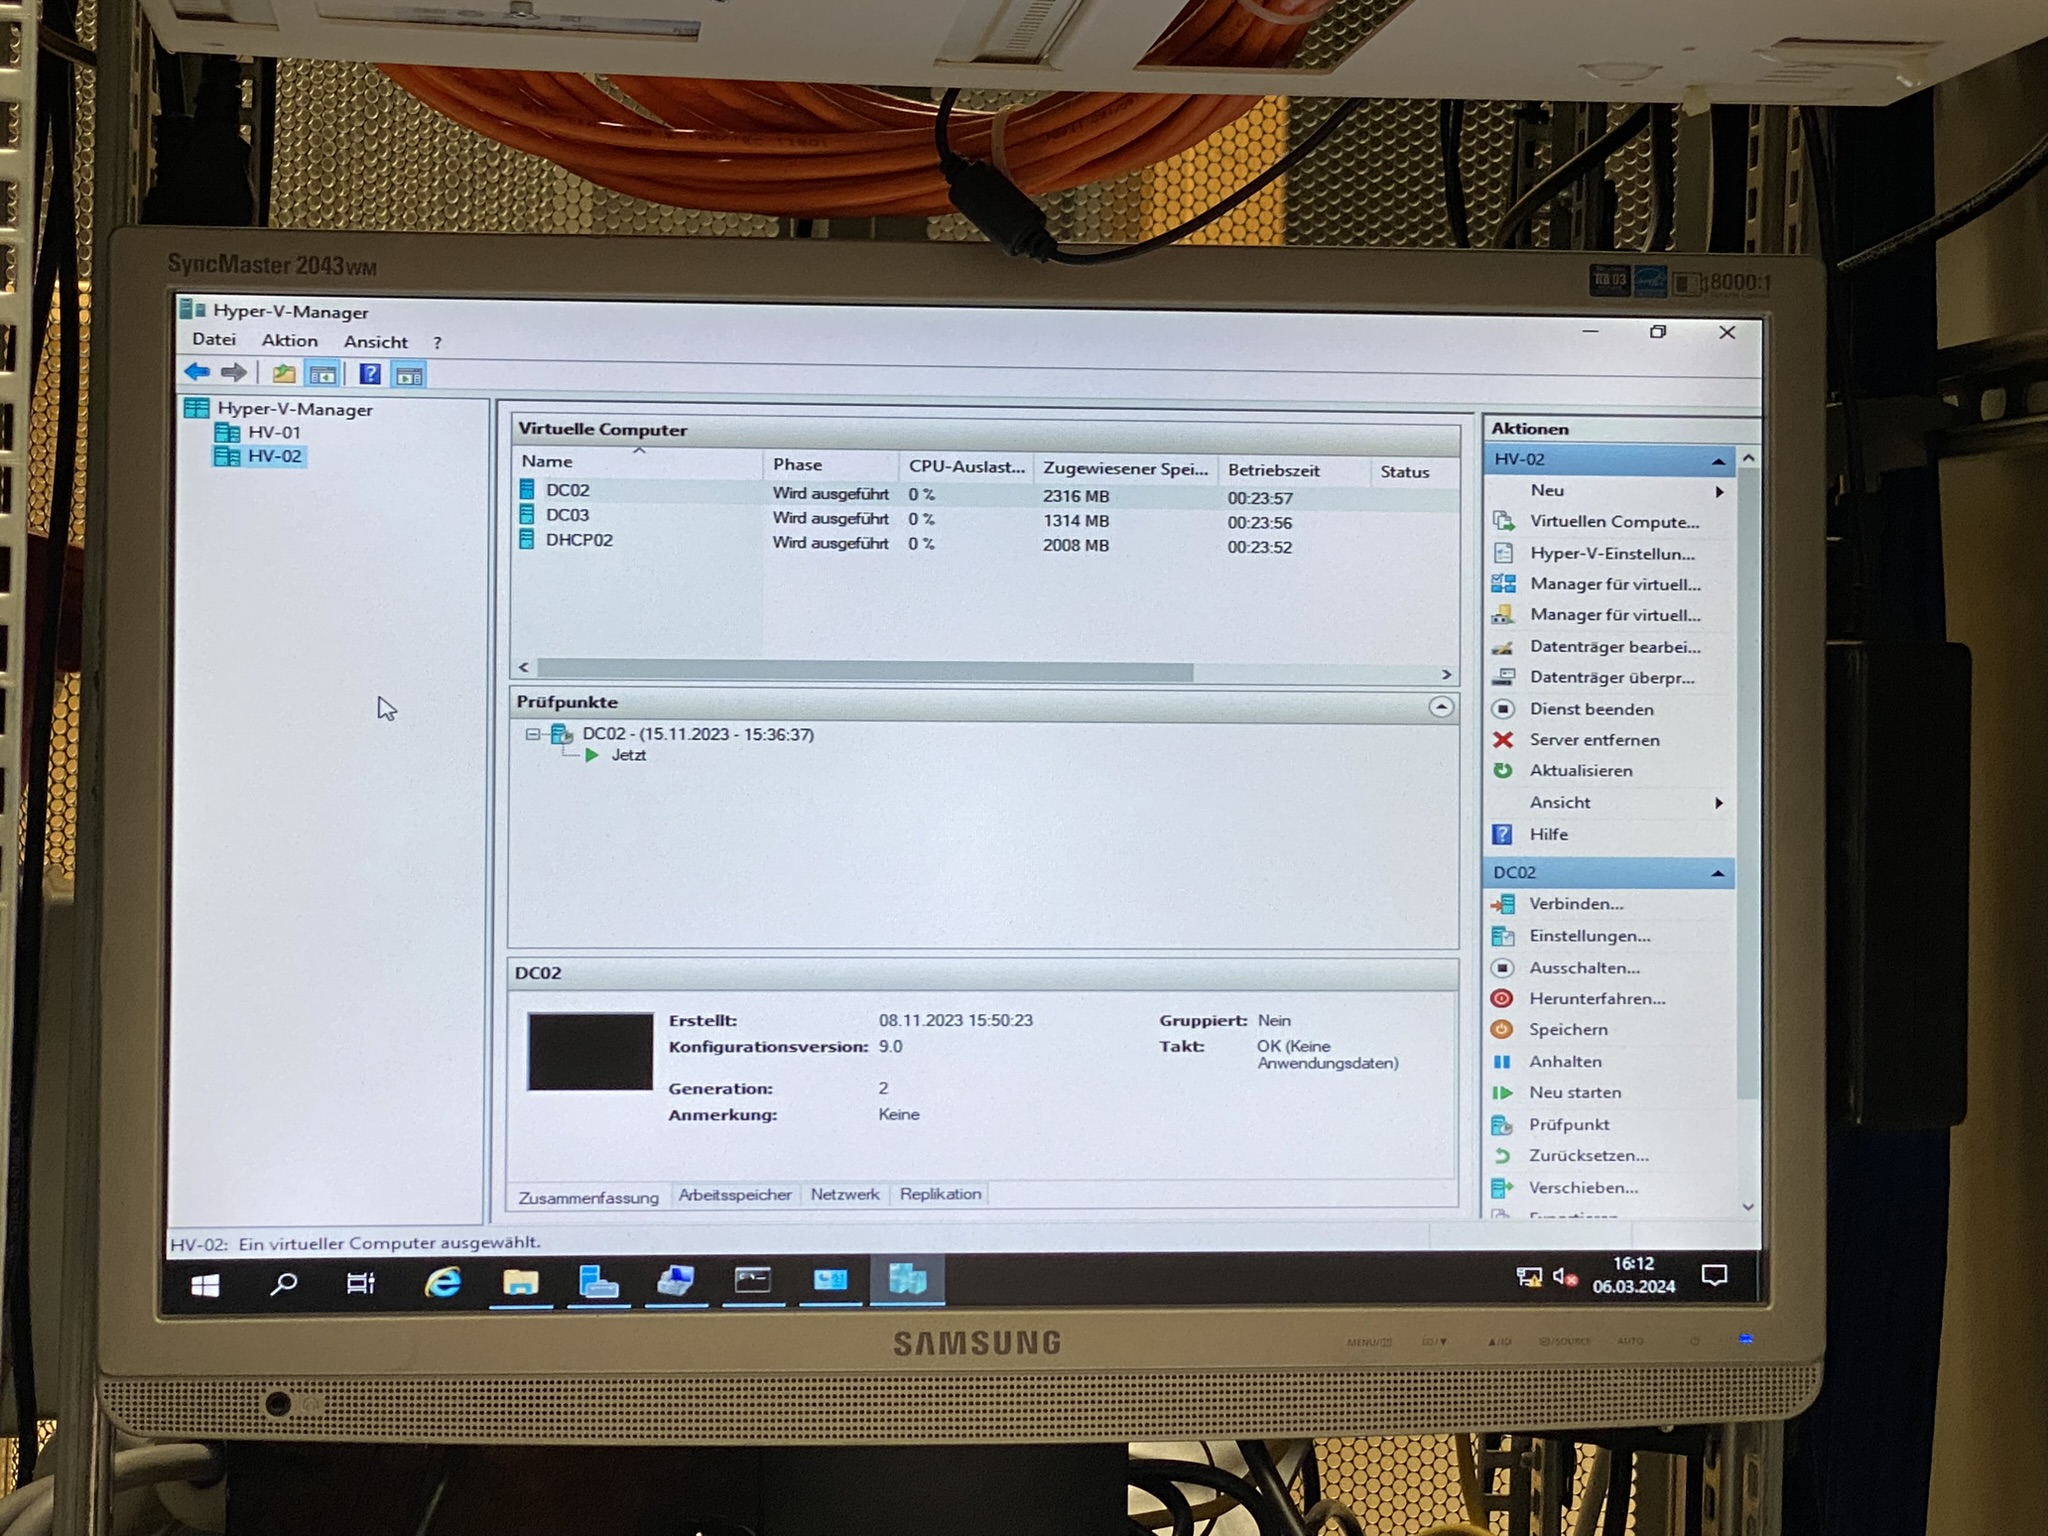 SyncMaster 2043WM
8000:1
Hyper-V-Manager
Datei Aktion Ansicht ?
Hyper-V-Manager
HV-01
HV-02
Virtuelle Computer
Name Phase CPU-Auslast... Zugewiesener Spei... Betriebszeit Status
DC02 Wird ausgeführt 0 % 2316 MB 00:23:57
DC03 Wird ausgeführt 0 % 1314 MB 00:23:56
DHCP02 Wird ausgeführt 0 % 2008 MB 00:23:52
Prüfpunkte
DC02 - (15.11.2023 - 15:36:37)
Jetzt
DC02
Erstellt: 08.11.2023 15:50:23 Gruppiert: Nein
Konfigurationsversion: 9.0 Takt: OK (Keine
Anwendungsdaten)
Generation: 2
Anmerkung: Keine
Zusammenfassung Arbeitsspeicher Netzwerk Replikation
Aktionen
HV-02
Neu
Virtuellen Compute...
Hyper-V-Einstellun...
Manager für virtuell...
Manager für virtuell...
Datenträger bearbei...
Datenträger überpr...
Dienst beenden
Server entfernen
Aktualisieren
Ansicht
Hilfe
DC02
Verbinden...
Einstellungen...
Ausschalten...
Herunterfahren...
Speichern
Anhalten
Neu starten
Prüfpunkt
Zurücksetzen...
Verschieben...
HV-02: Ein virtueller Computer ausgewählt.
16:12
06.03.2024
SAMSUNG
MENU SOURCE AUTO